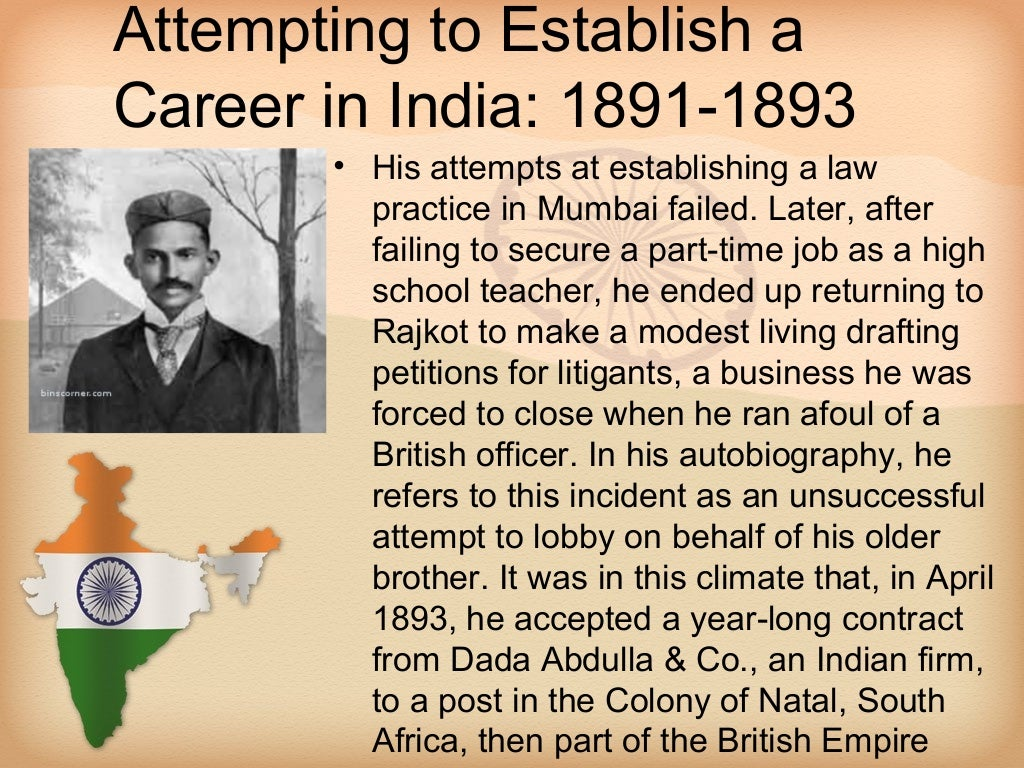 Attempting to Establish a
Career in India: 1891-1893
binscorner.com
• His attempts at establishing a law
practice in Mumbai failed. Later, after
failing to secure a part-time job as a high
school teacher, he ended up returning to
Rajkot to make a modest living drafting
petitions for litigants, a business he was
forced to close when he ran afoul of a
British officer. In his autobiography, he
refers to this incident as an unsuccessful
attempt to lobby on behalf of his older
brother. It was in this climate that, in April
1893, he accepted a year-long contract
from Dada Abdulla & Co., an Indian firm,
to a post in the Colony of Natal, South
Africa, then part of the British Empire